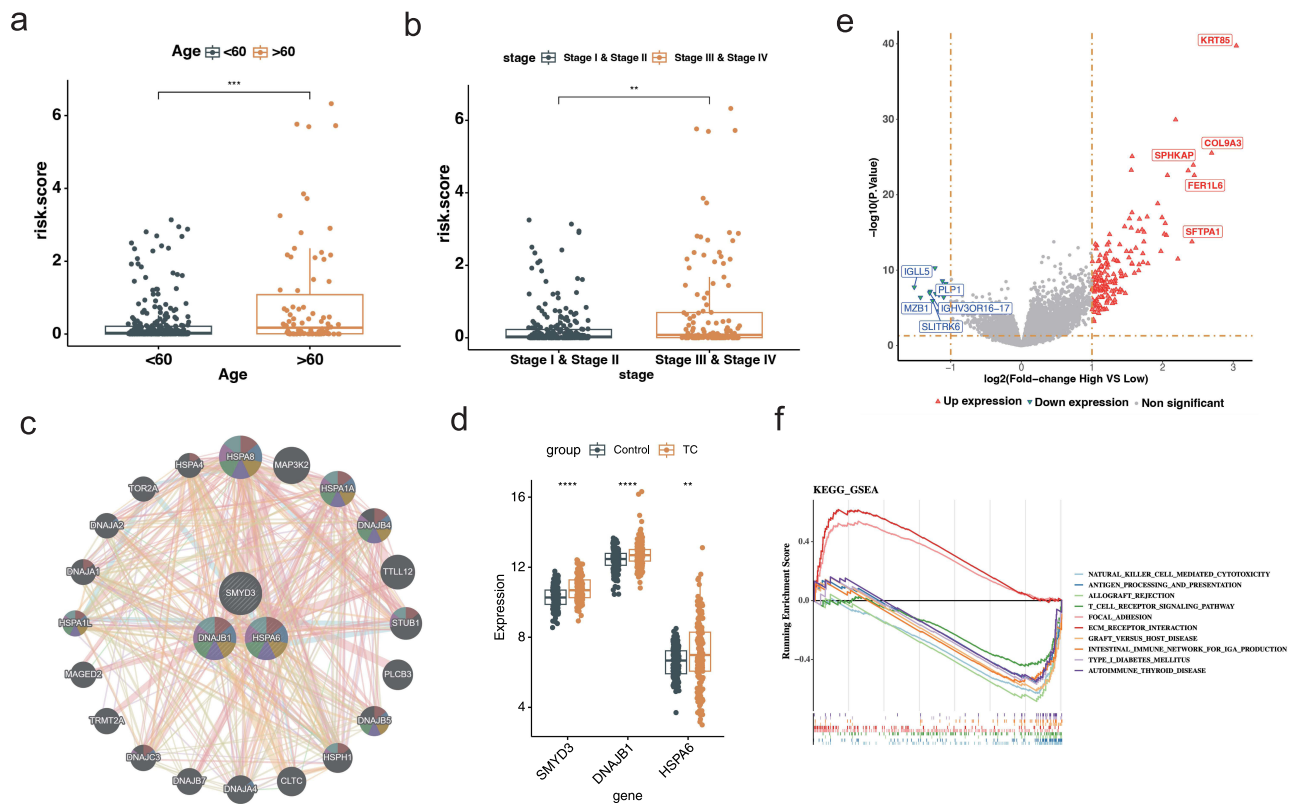 a
Age <60 >60
***
risk.score
6
4
2
0
<60
>60
Age
b
stage Stage I & Stage II Stage III & Stage IV
**
risk.score
6
4
2
0
Stage I & Stage II
Stage III & Stage IV
stage
e
KRT85
COL9A3
SPHKAP
FER1L6
SFTPA1
IGLL5
PLP1
MZB1
IGHV3OR16-17
SLITRK6
-log10(P.Value)
40
30
20
10
0
-1
0
1
2
3
log2(Fold-change High VS Low)
Up expression Down expression Non significant
c
HSPA8
MAP3K2
HSPA1A
DNAJB4
TTLL12
STUB1
PLCB3
DNAJB5
HSPH1
CLTC
DNAJA4
DNAJB7
DNAJC3
TRMT2A
MAGED2
HSPA1L
DNAJA1
DNAJA2
TOR2A
HSPA4
SMYD3
DNAJB1
HSPA6
d
group Control TC
**** **** **
Expression
16
12
8
4
SMYD3
DNAJB1
HSPA6
gene
f
KEGG_GSEA
Running Enrichment Score
0.4
0.0
-0.4
NATURAL_KILLER_CELL_MEDIATED_CYTOTOXICITY
ANTIGEN_PROCESSING_AND_PRESENTATION
ALLOGRAFT_REJECTION
T_CELL_RECEPTOR_SIGNALING_PATHWAY
FOCAL_ADHESION
ECM_RECEPTOR_INTERACTION
GRAFT_VERSUS_HOST_DISEASE
INTESTINAL_IMMUNE_NETWORK_FOR_IGA_PRODUCTION
TYPE_I_DIABETES_MELLITUS
AUTOIMMUNE_THYROID_DISEASE